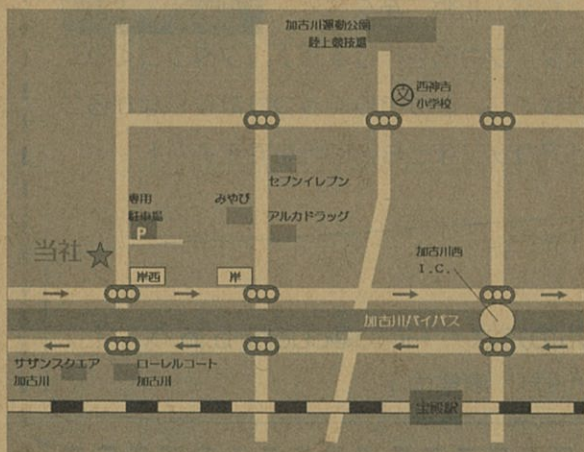 加古川運動公園
陸上競技場
西神吉
小学校
セブンイレブン
専用
駐車場
P
みやび
アルカドラッグ
当社
加古川西
I.C.
岸西
岸
加古川バイパス
サザンスクエア
加古川
ローレルコート
加古川
宝殿駅